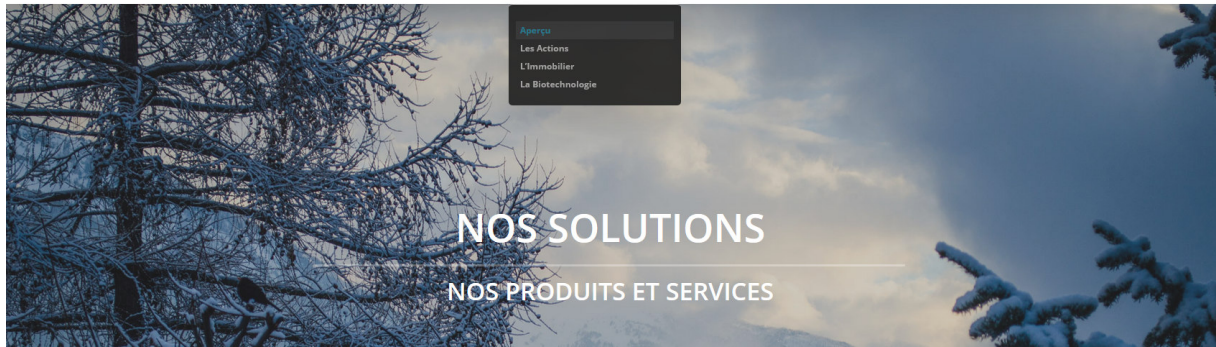 Aperçu
Les Actions
L'Immobilier
La Biotechnologie
NOS SOLUTIONS
NOS PRODUITS ET SERVICES